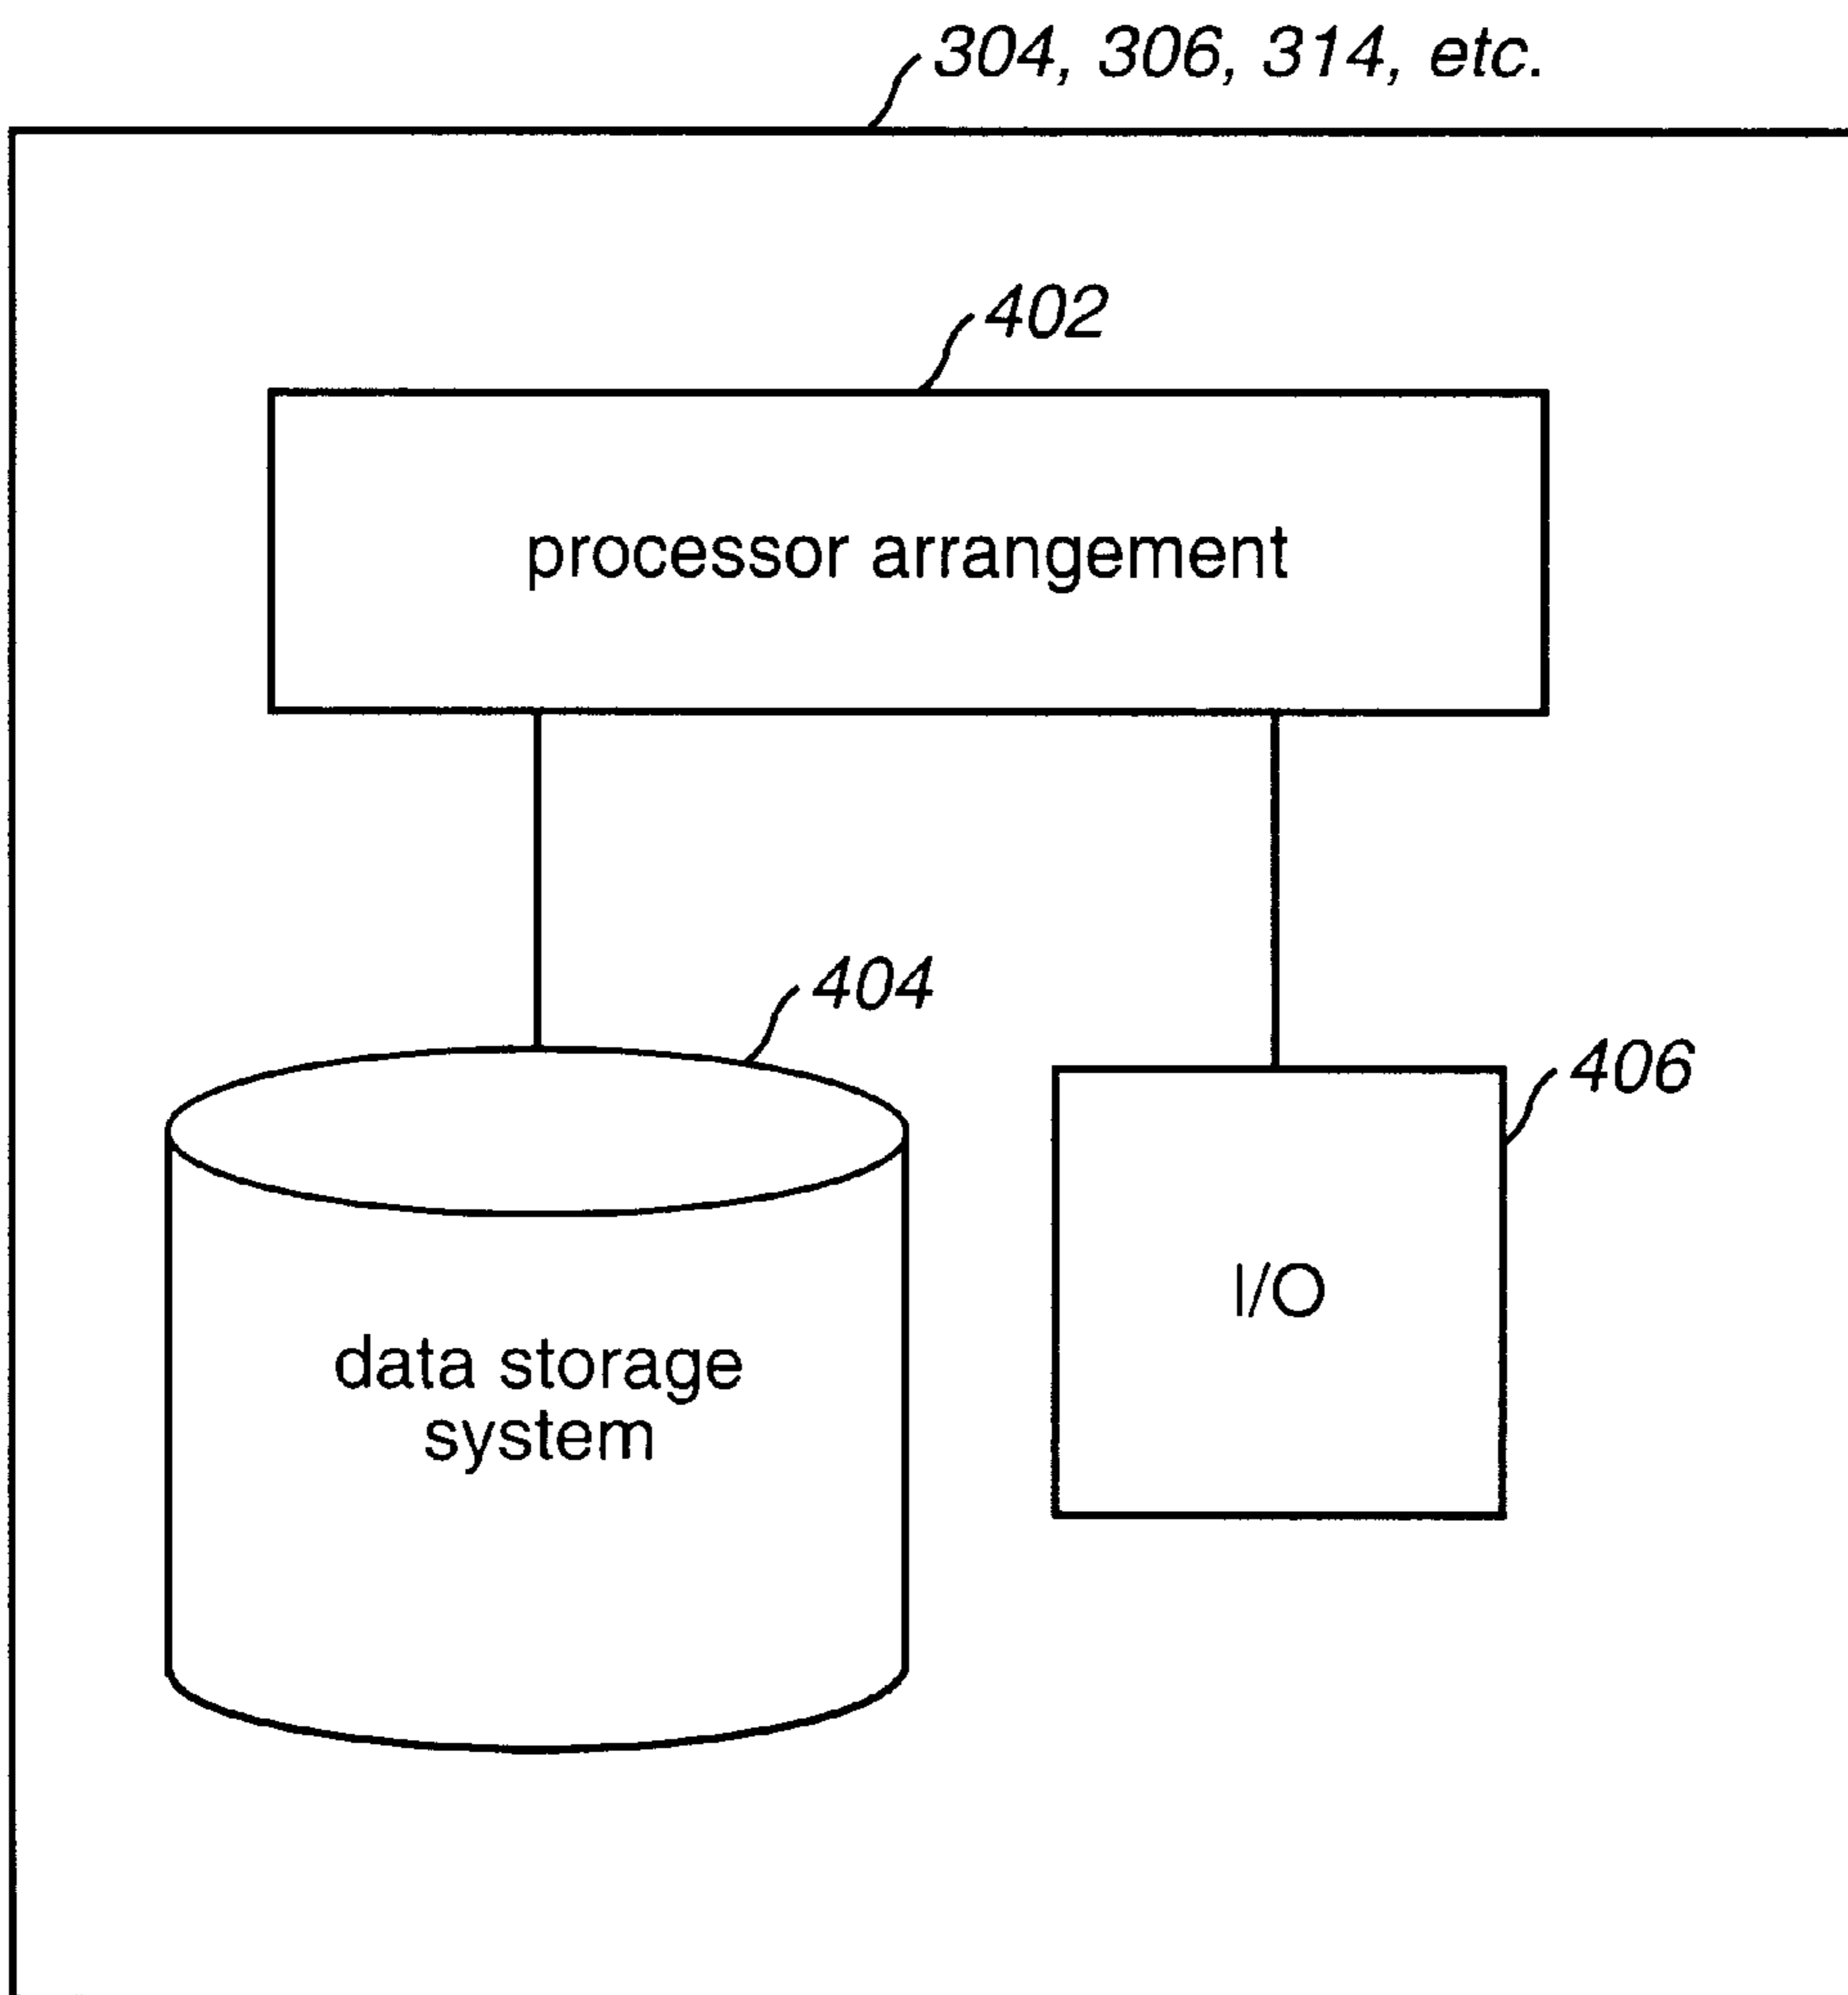 304, 306, 314, etc.
402
processor arrangement
404
406
I/O
data storage
system